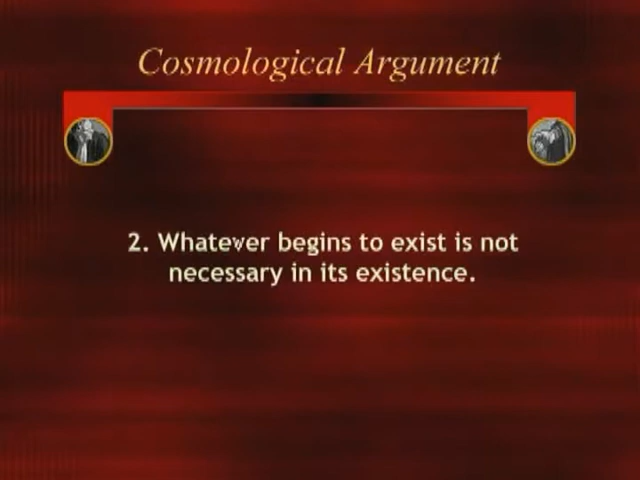 Cosmological Argument
2. Whatever begins to exist is not
necessary in its existence.